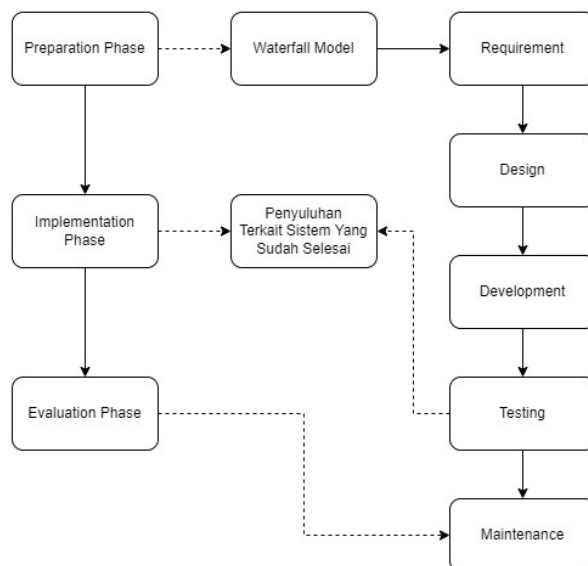 Preparation Phase
Waterfall Model
Requirement
Design
Implementation
Phase
Penyuluhan
Terkait Sistem Yang
Sudah Selesai
Development
Evaluation Phase
Testing
Maintenance